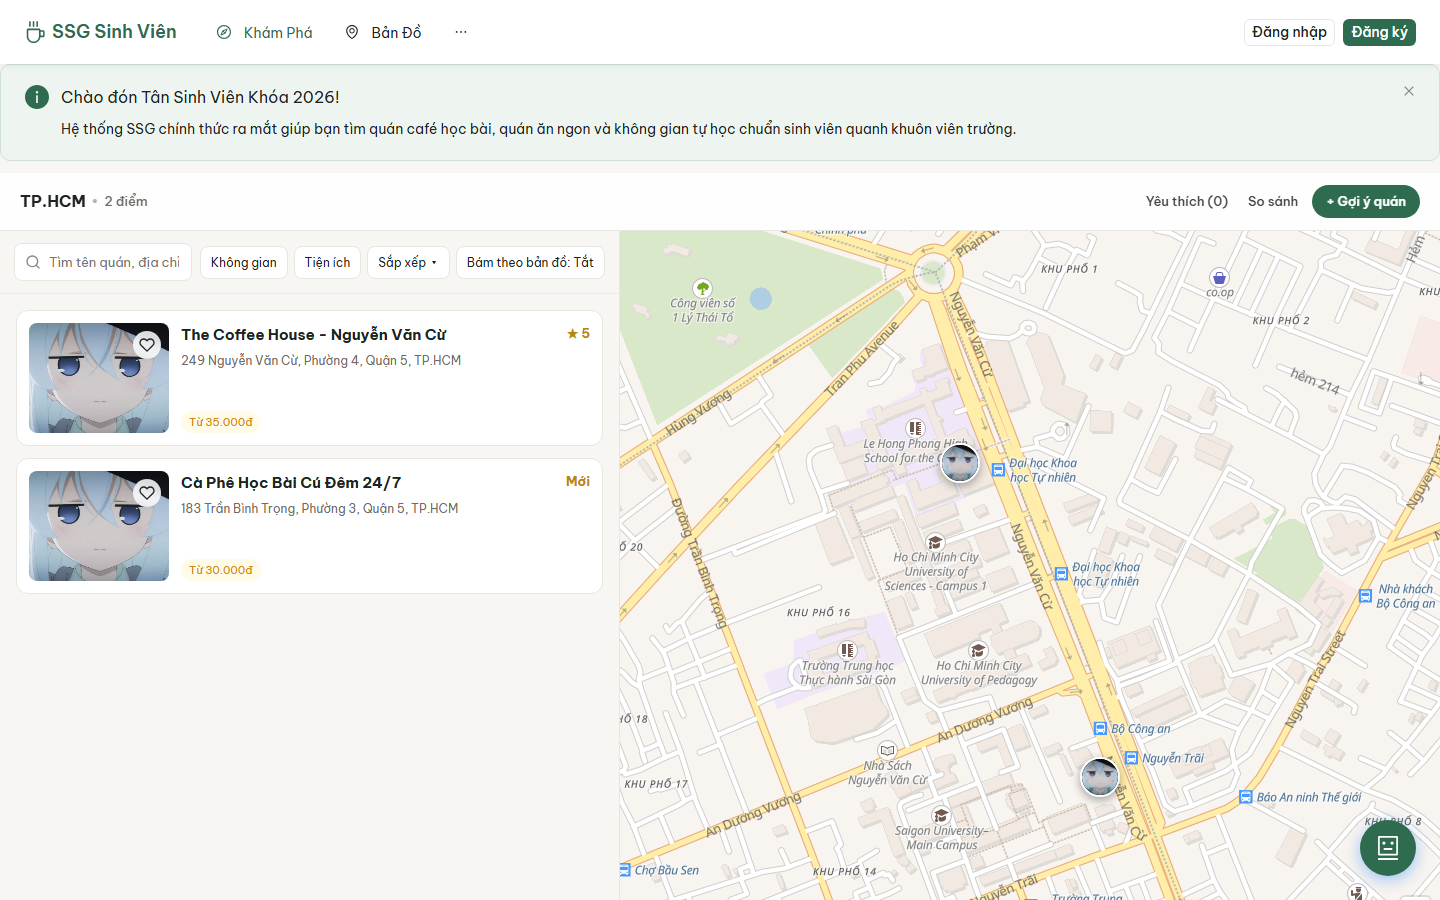 SSG Sinh Viên
Khám Phá
Bản Đồ
···
Đăng nhập
Đăng ký
Chào đón Tân Sinh Viên Khóa 2026!
Hệ thống SSG chính thức ra mắt giúp bạn tìm quán café học bài, quán ăn ngon và không gian tự học chuẩn sinh viên quanh khuôn viên trường.
TP.HCM • 2 điểm
Yêu thích (0)
So sánh
+ Gợi ý quán
Tìm tên quán, địa chỉ
Không gian
Tiện ích
Sắp xếp
Bám theo bản đồ: Tắt
The Coffee House - Nguyễn Văn Cừ
★ 5
249 Nguyễn Văn Cừ, Phường 4, Quận 5, TP.HCM
Từ 35.000đ
Cà Phê Học Bài Cú Đêm 24/7
Mới
183 Trần Bình Trọng, Phường 3, Quận 5, TP.HCM
Từ 30.000đ
KHU PHỐ 1
co.op
Công viên số
1 Lý Thái Tổ
KHU PHỐ 2
Nguyễn Văn Cừ
Tran Phu Avenue
Hùng Vương
hẻm 214
Hẻm
Le Hong Phong High
School for the
Đại học Khoa
học Tự nhiên
Đường Trần Bình Trọng
Nguyễn Văn Cừ
Ho Chi Minh City
University of
Sciences - Campus 1
Đại học Khoa
học Tự nhiên
Nhà khách
Bộ Công an
KHU PHỐ 16
Trường Trung học
Thực hành Sài Gòn
Ho Chi Minh City
University of Pedagogy
Nguyen Trai Street
An Dương Vương
Bộ Công an
Nguyễn Trãi
Nhà Sách
Nguyễn Văn Cừ
KHU PHỐ 17
An Dương Vương
Báo An ninh Thế giới
KHU PHỐ 8
Saigon University–
Main Campus
Chợ Bầu Sen
KHU PHỐ 14